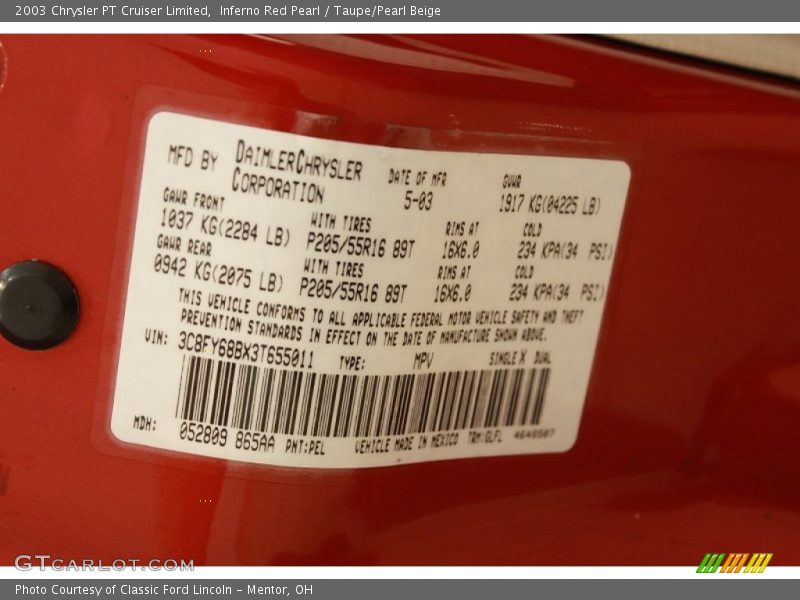 2003 Chrysler PT Cruiser Limited,  Inferno Red Pearl / Taupe/Pearl Beige
MFD BY DAIMLERCHRYSLER CORPORATION
DATE OF MFR 5-03
GVWR 1917 KG(04225 LB)
GAWR FRONT WITH TIRES RIMS AT COLD
1037 KG(2284 LB) P205/55R16 89T 16X6.0 234 KPA(34 PSI)
GAWR REAR WITH TIRES RIMS AT COLD
0942 KG(2075 LB) P205/55R16 89T 16X6.0 234 KPA(34 PSI)
THIS VEHICLE CONFORMS TO ALL APPLICABLE FEDERAL MOTOR VEHICLE SAFETY AND THEFT
PREVENTION STANDARDS IN EFFECT ON THE DATE OF MANUFACTURE SHOWN ABOVE.
VIN: 3C8FY68BX3T655011 TYPE: MPV SINGLE X DUAL
MDH: 052809 865AA PNT:PEL VEHICLE MADE IN MEXICO TRM:GLFL 4648507
GTCARLOT.COM
Photo Courtesy of Classic Ford Lincoln - Mentor, OH